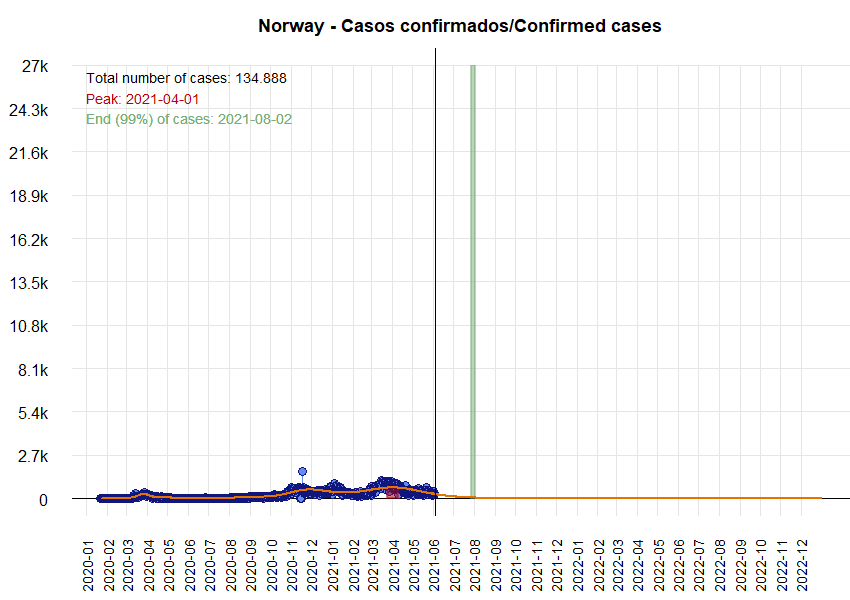 Norway - Casos confirmados/Confirmed cases
27k
24.3k
21.6k
18.9k
16.2k
13.5k
10.8k
8.1k
5.4k
2.7k
0
Total number of cases: 134.888
Peak: 2021-04-01
End (99%) of cases: 2021-08-02
2020-01
2020-02
2020-03
2020-04
2020-05
2020-06
2020-07
2020-08
2020-09
2020-10
2020-11
2020-12
2021-01
2021-02
2021-03
2021-04
2021-05
2021-06
2021-07
2021-08
2021-09
2021-10
2021-11
2021-12
2022-01
2022-02
2022-03
2022-04
2022-05
2022-06
2022-07
2022-08
2022-09
2022-10
2022-11
2022-12